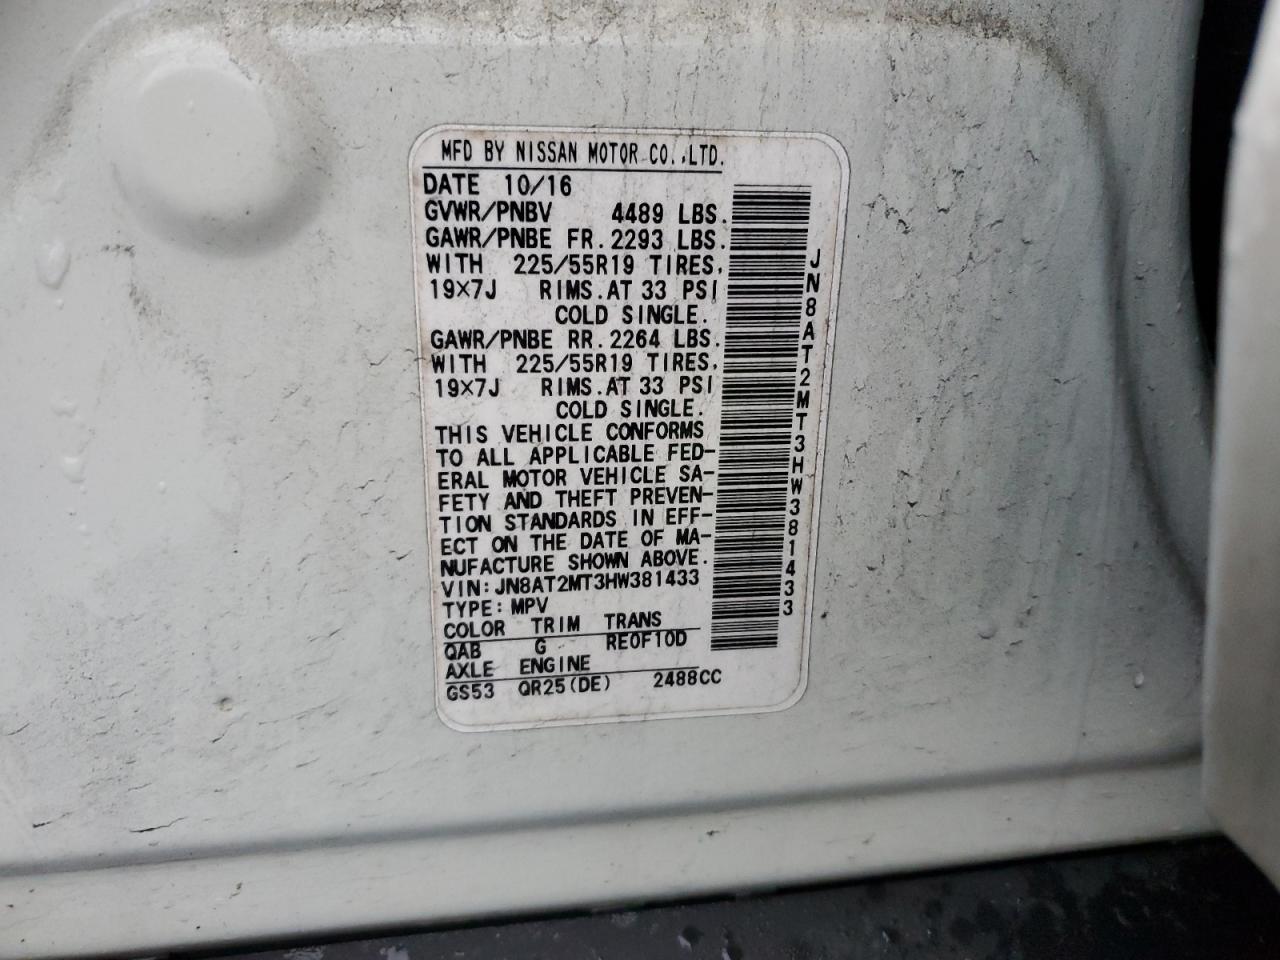 MFD BY NISSAN MOTOR CO.,LTD.
DATE 10/16
GVWR/PNBV 4489 LBS.
GAWR/PNBE FR. 2293 LBS.
WITH 225/55R19 TIRES,
19×7J RIMS.AT 33 PSI
COLD SINGLE.
GAWR/PNBE RR. 2264 LBS.
WITH 225/55R19 TIRES,
19×7J RIMS.AT 33 PSI
COLD SINGLE.
THIS VEHICLE CONFORMS
TO ALL APPLICABLE FED-
ERAL MOTOR VEHICLE SA-
FETY AND THEFT PREVEN-
TION STANDARDS IN EFF-
ECT ON THE DATE OF MA-
NUFACTURE SHOWN ABOVE.
VIN: JN8AT2MT3HW381433
TYPE: MPV
COLOR TRIM TRANS
QAB G RE0F10D
AXLE ENGINE
GS53 QR25(DE) 2488CC
JN8AT2MT3HW381433